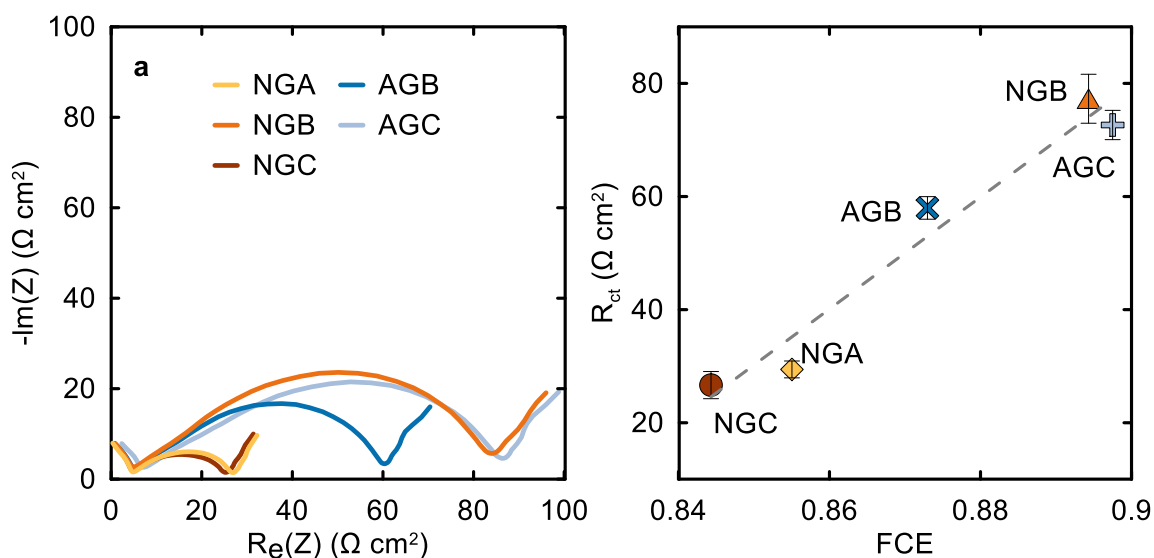 a
NGA
NGB
NGC
AGB
AGC
-Im(Z) (Ω cm²)
100
80
60
40
20
0
0 20 40 60 80 100
Re(Z) (Ω cm²)
Rct (Ω cm²)
80
60
40
20
NGB
AGC
AGB
NGA
NGC
0.84 0.86 0.88 0.9
FCE